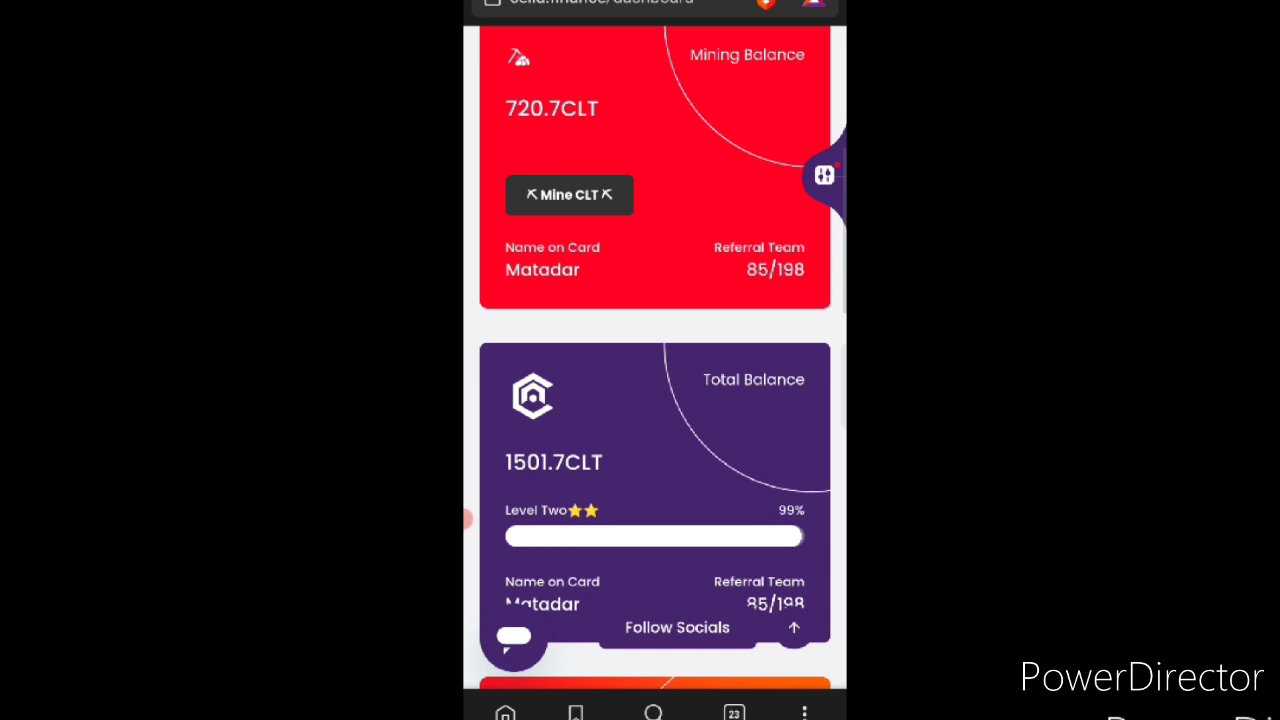 Mining Balance
720.7CLT
⛏ Mine CLT ⛏
Name on Card
Referral Team
Matadar
85/198
Total Balance
1501.7CLT
Level Two⭐⭐
99%
Name on Card
Referral Team
Matadar
85/198
Follow Socials
23
PowerDirector